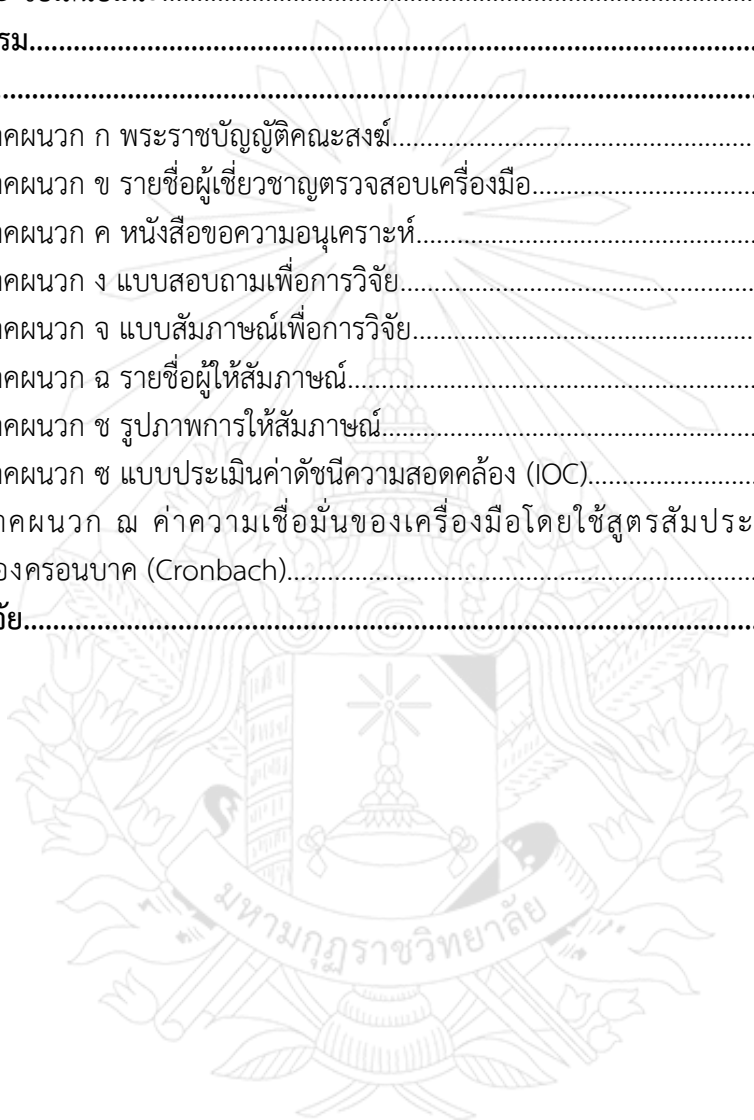 รม..........................................................................................
..........................................................................................
าคผนวก ก พระราชบัญญัติคณะสงฆ์..........................................
าคผนวก ข รายชื่อผู้เชี่ยวชาญตรวจสอบเครื่องมือ..........................
าคผนวก ค หนังสือขอความอนุเคราะห์.......................................
าคผนวก ง แบบสอบถามเพื่อการวิจัย.........................................
าคผนวก จ แบบสัมภาษณ์เพื่อการวิจัย........................................
าคผนวก ฉ รายชื่อผู้ให้สัมภาษณ์................................................
าคผนวก ช รูปภาพการให้สัมภาษณ์............................................
าคผนวก ซ แบบประเมินค่าดัชนีความสอดคล้อง (IOC)....................
าคผนวก ฌ ค่าความเชื่อมั่นของเครื่องมือโดยใช้สูตรสัมประ
องครอนบาค (Cronbach)..........................................................
จัย..........................................................................................
มหามกุฏราชวิทยาลัย